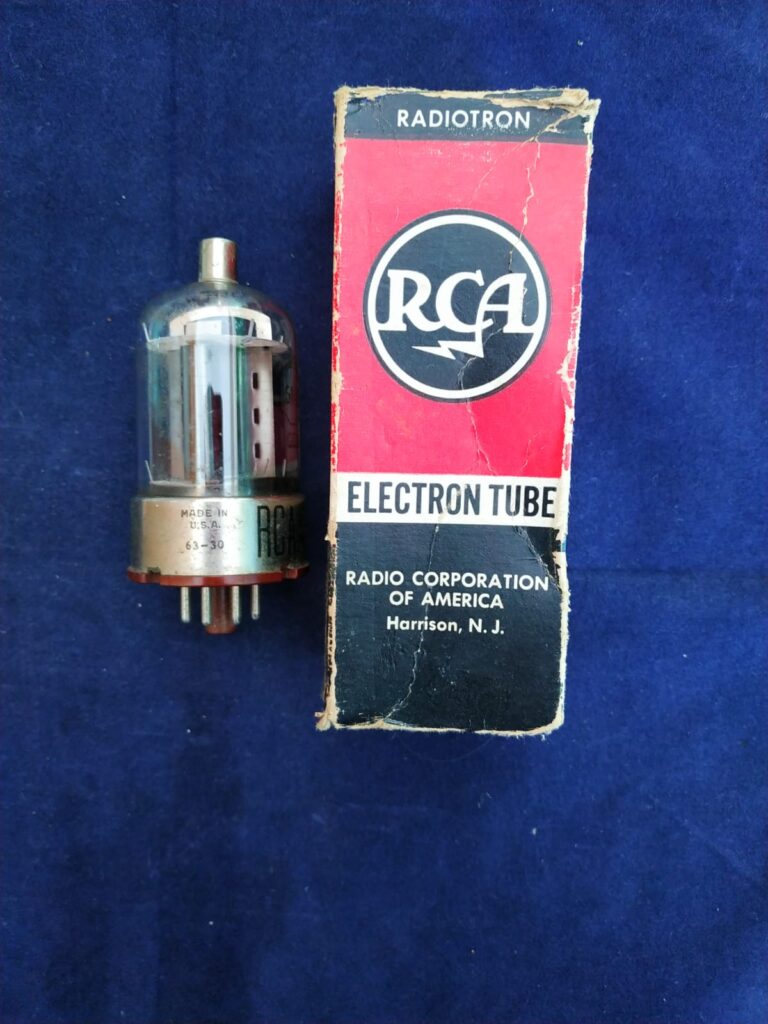 RADIOTRON
RCA
ELECTRON TUBE
RADIO CORPORATION
OF AMERICA
Harrison, N. J.
MADE IN
U.S.A.
63-30
RCA